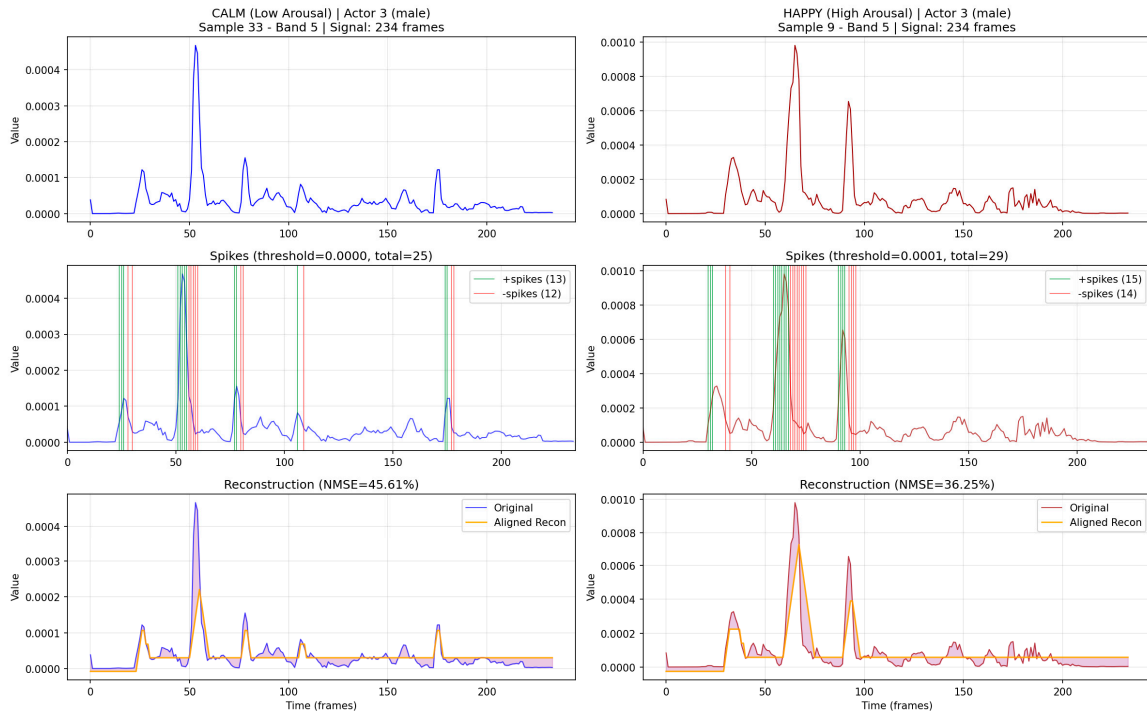 CALM (Low Arousal) | Actor 3 (male)
Sample 33 - Band 5 | Signal: 234 frames
Value
0.0004
0.0003
0.0002
0.0001
0.0000
0 50 100 150 200
HAPPY (High Arousal) | Actor 3 (male)
Sample 9 - Band 5 | Signal: 234 frames
Value
0.0010
0.0008
0.0006
0.0004
0.0002
0.0000
0 50 100 150 200
Spikes (threshold=0.0000, total=25)
+spikes (13)
-spikes (12)
Value
0.0004
0.0003
0.0002
0.0001
0.0000
0 50 100 150 200
Spikes (threshold=0.0001, total=29)
+spikes (15)
-spikes (14)
Value
0.0010
0.0008
0.0006
0.0004
0.0002
0.0000
0 50 100 150 200
Reconstruction (NMSE=45.61%)
Original
Aligned Recon
Value
0.0004
0.0003
0.0002
0.0001
0.0000
0 50 100 150 200
Time (frames)
Reconstruction (NMSE=36.25%)
Original
Aligned Recon
Value
0.0010
0.0008
0.0006
0.0004
0.0002
0.0000
0 50 100 150 200
Time (frames)